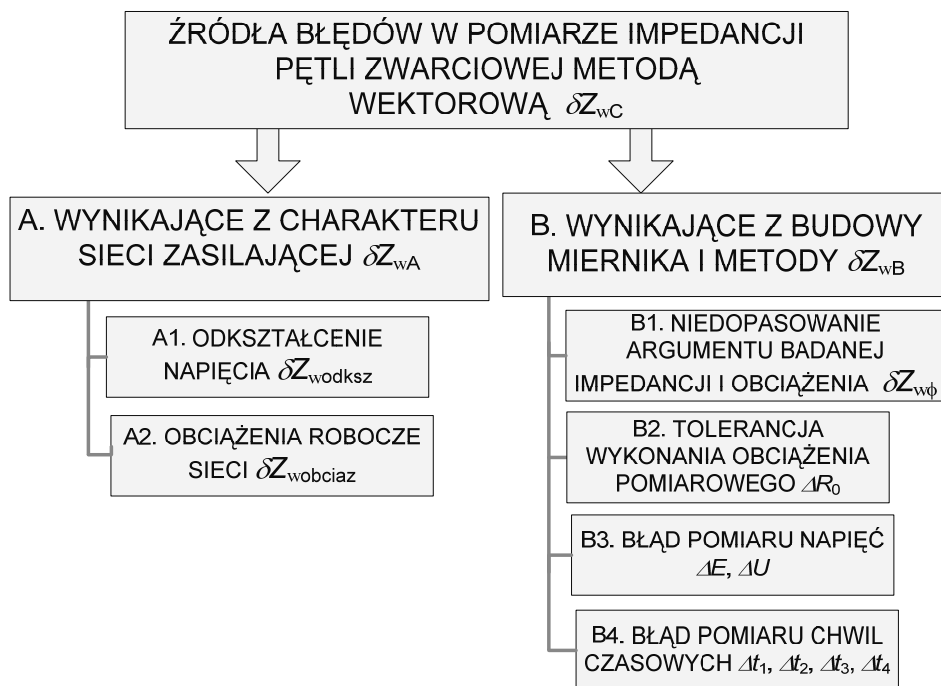 ŹRÓDŁA BŁĘDÓW W POMIARZE IMPEDANCJI
PĘTLI ZWARCIOWEJ METODĄ
WEKTOROWĄ δZwC
A. WYNIKAJĄCE Z CHARAKTERU
SIECI ZASILAJĄCEJ δZwA
A1. ODKSZTAŁCENIE
NAPIĘCIA δZwodksz
A2. OBCIĄŻENIA ROBOCZE
SIECI δZwobciaz
B. WYNIKAJĄCE Z BUDOWY
MIERNIKA I METODY δZwB
B1. NIEDOPASOWANIE
ARGUMENTU BADANEJ
IMPEDANCJI I OBCIĄŻENIA δZwϕ
B2. TOLERANCJA
WYKONANIA OBCIĄŻENIA
POMIAROWEGO ΔR0
B3. BŁĄD POMIARU NAPIĘĆ
ΔE, ΔU
B4. BŁĄD POMIARU CHWIL
CZASOWYCH Δt1, Δt2, Δt3, Δt4